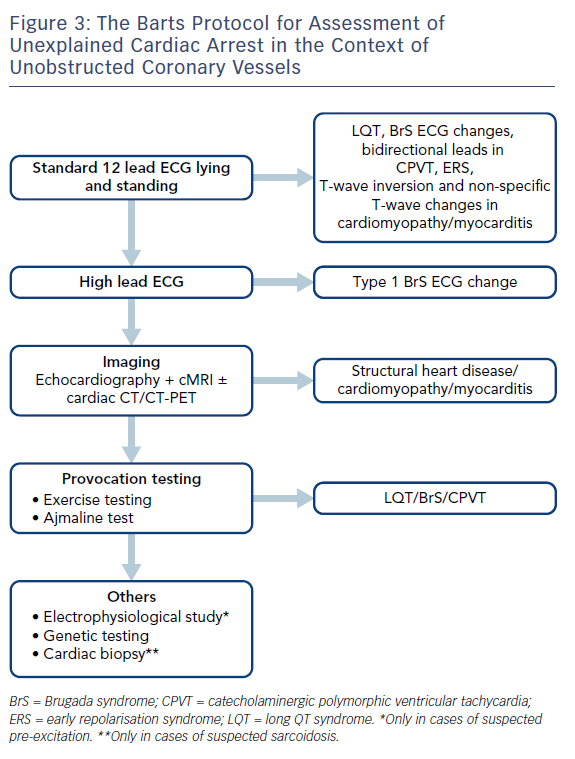 Figure 3: The Barts Protocol for Assessment of
Unexplained Cardiac Arrest in the Context of
Unobstructed Coronary Vessels
Standard 12 lead ECG lying
and standing
LQT, BrS ECG changes,
bidirectional leads in
CPVT, ERS,
T-wave inversion and non-specific
T-wave changes in
cardiomyopathy/myocarditis
High lead ECG
Type 1 BrS ECG change
Imaging
Echocardiography + cMRI ±
cardiac CT/CT-PET
Structural heart disease/
cardiomyopathy/myocarditis
Provocation testing
• Exercise testing
• Ajmaline test
LQT/BrS/CPVT
Others
• Electrophysiological study*
• Genetic testing
• Cardiac biopsy**
BrS = Brugada syndrome; CPVT = catecholaminergic polymorphic ventricular tachycardia;
ERS = early repolarisation syndrome; LQT = long QT syndrome. *Only in cases of suspected
pre-excitation. **Only in cases of suspected sarcoidosis.